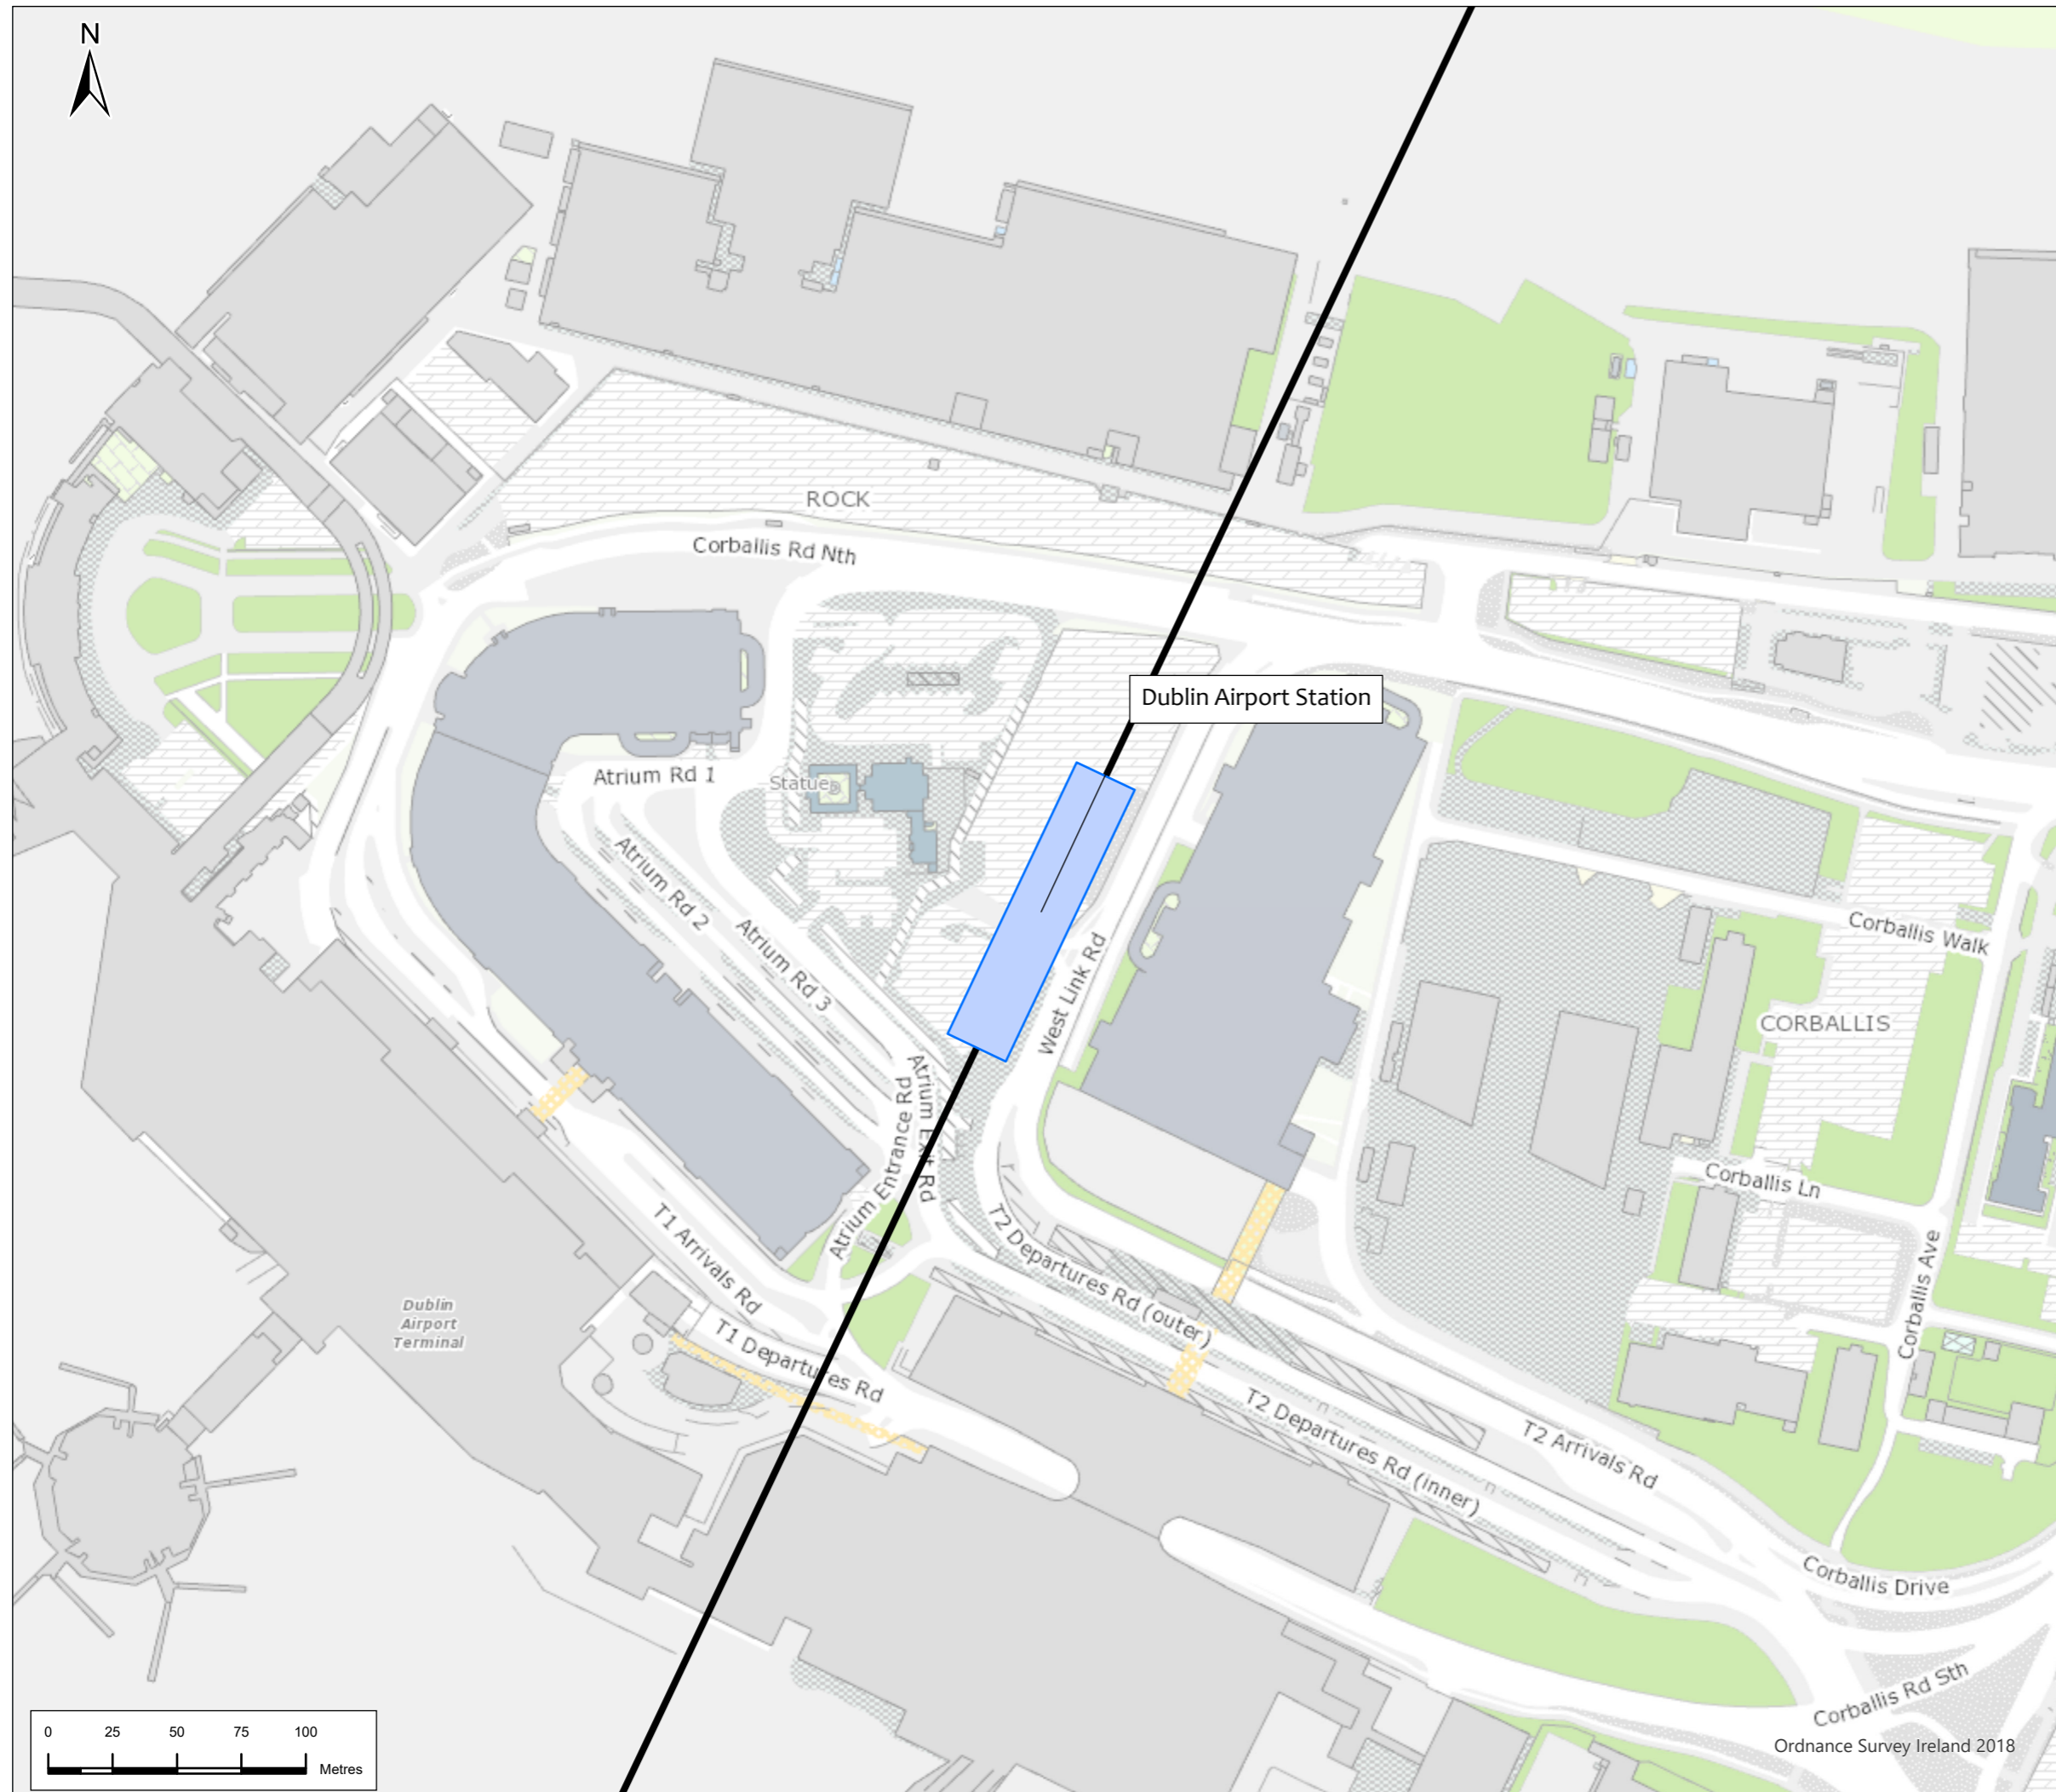 N
ROCK
Corballis Rd Nth
Dublin Airport Station
Atrium Rd 1
Statue
Atrium Rd 2
Atrium Rd 3
West Link Rd
Corballis Walk
CORBALLIS
Atrium Entrance Rd
Atrium Exit Rd
Corballis Ln
T1 Arrivals Rd
T2 Departures Rd (outer)
Corballis Ave
Dublin
Airport
Terminal
T1 Departures Rd
T2 Departures Rd (inner)
T2 Arrivals Rd
Corballis Drive
Corballis Rd Sth
Ordnance Survey Ireland 2018
0 25 50 75 100
Metres